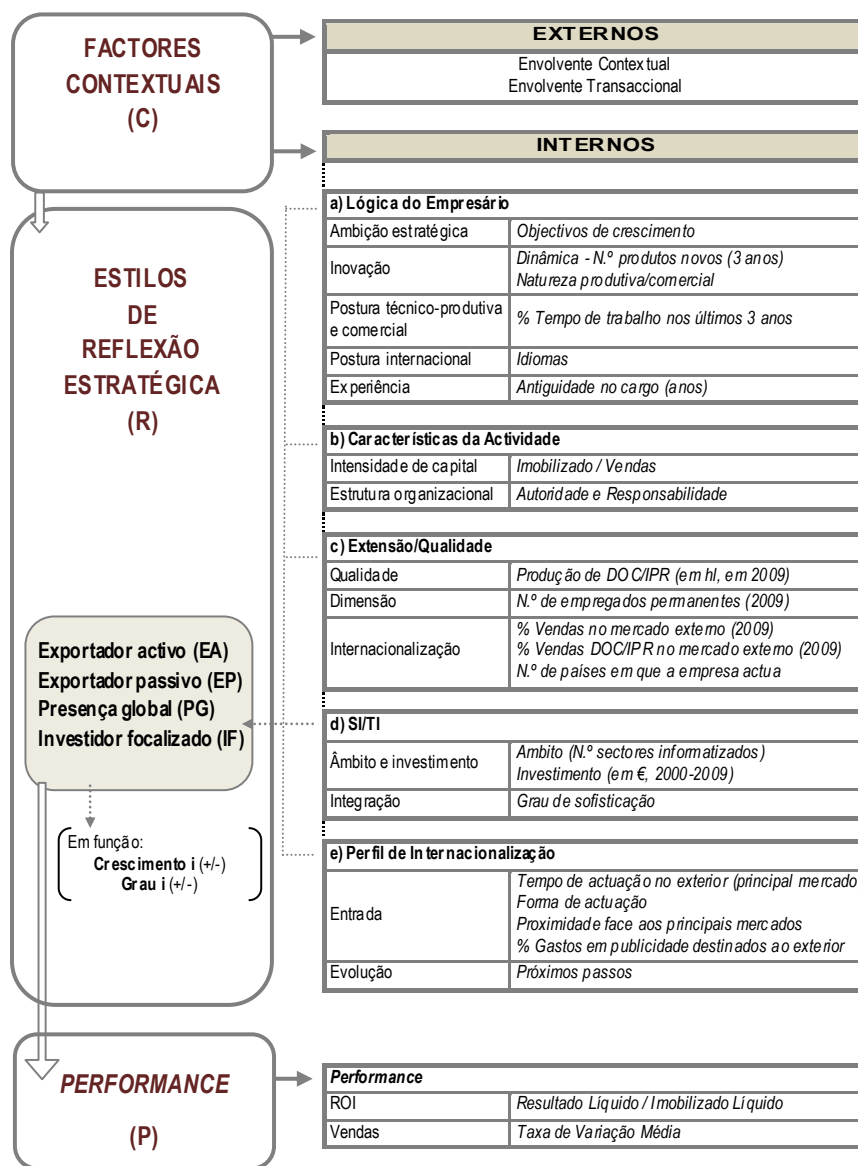 FACTORES
CONTEXTUAIS
(C)
EXTERNOS
Envolvente Contextual
Envolvente Transaccional
INTERNOS
ESTILOS
DE
REFLEXÃO
ESTRATÉGICA
(R)
Exportador activo (EA)
Exportador passivo (EP)
Presença global (PG)
Investidor focalizado (IF)
Em função:
Crescimento i (+/-)
Grau i (+/-)
a) Lógica do Empresário
Ambição estratégica Objectivos de crescimento
Inovação Dinâmica - N.º produtos novos (3 anos)
Natureza produtiva/comercial
Postura técnico-produtiva
e comercial % Tempo de trabalho nos últimos 3 anos
Postura internacional Idiomas
Experiência Antiguidade no cargo (anos)
b) Características da Actividade
Intensidade de capital Imobilizado / Vendas
Estrutura organizacional Autoridade e Responsabilidade
c) Extensão/Qualidade
Qualidade Produção de DOC/IPR (em hl, em 2009)
Dimensão N.º de empregados permanentes (2009)
Internacionalização % Vendas no mercado externo (2009)
% Vendas DOC/IPR no mercado externo (2009)
N.º de países em que a empresa actua
d) SI/TI
Âmbito e investimento Ambito (N.º sectores informatizados)
Investimento (em €, 2000-2009)
Integração Grau de sofisticação
e) Perfil de Internacionalização
Entrada Tempo de actuação no exterior (principal mercado
Forma de actuação
Proximidade face aos principais mercados
% Gastos em publicidade destinados ao exterior
Evolução Próximos passos
PERFORMANCE
(P)
Performance
ROI Resultado Líquido / Imobilizado Líquido
Vendas Taxa de Variação Média